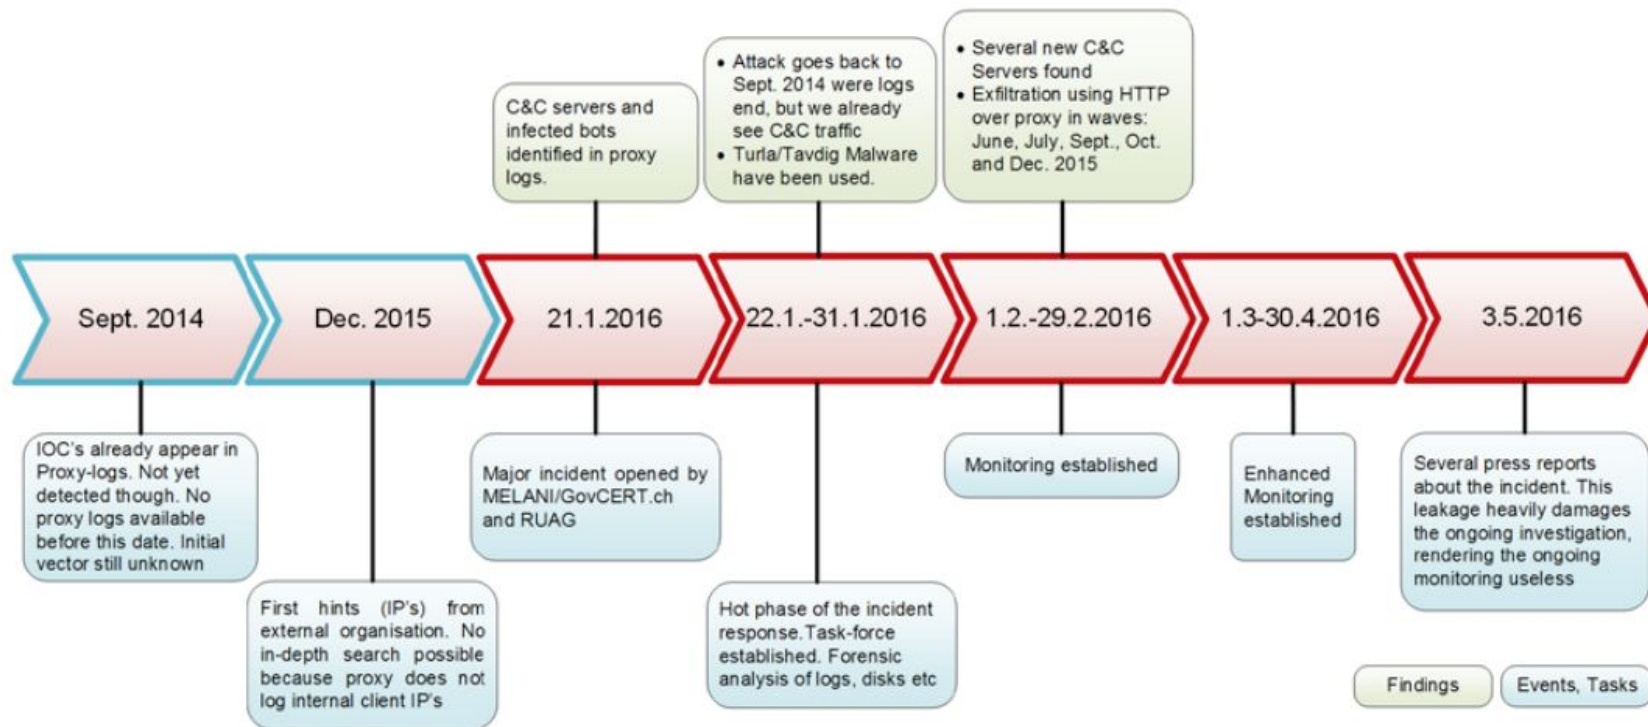 C&C servers and
infected bots
identified in proxy
logs.
• Attack goes back to
Sept. 2014 were logs
end, but we already
see C&C traffic
• Turla/Tavdig Malware
have been used.
• Several new C&C
Servers found
• Exfiltration using HTTP
over proxy in waves:
June, July, Sept., Oct.
and Dec. 2015
Sept. 2014
Dec. 2015
21.1.2016
22.1.-31.1.2016
1.2.-29.2.2016
1.3-30.4.2016
3.5.2016
IOC's already appear in
Proxy-logs. Not yet
detected though. No
proxy logs available
before this date. Initial
vector still unknown
First hints (IP's) from
external organisation. No
in-depth search possible
because proxy does not
log internal client IP's
Major incident opened by
MELANI/GovCERT.ch
and RUAG
Hot phase of the incident
response.Task-force
established. Forensic
analysis of logs, disks etc
Monitoring established
Enhanced
Monitoring
established
Several press reports
about the incident. This
leakage heavily damages
the ongoing investigation,
rendering the ongoing
monitoring useless
Findings
Events, Tasks